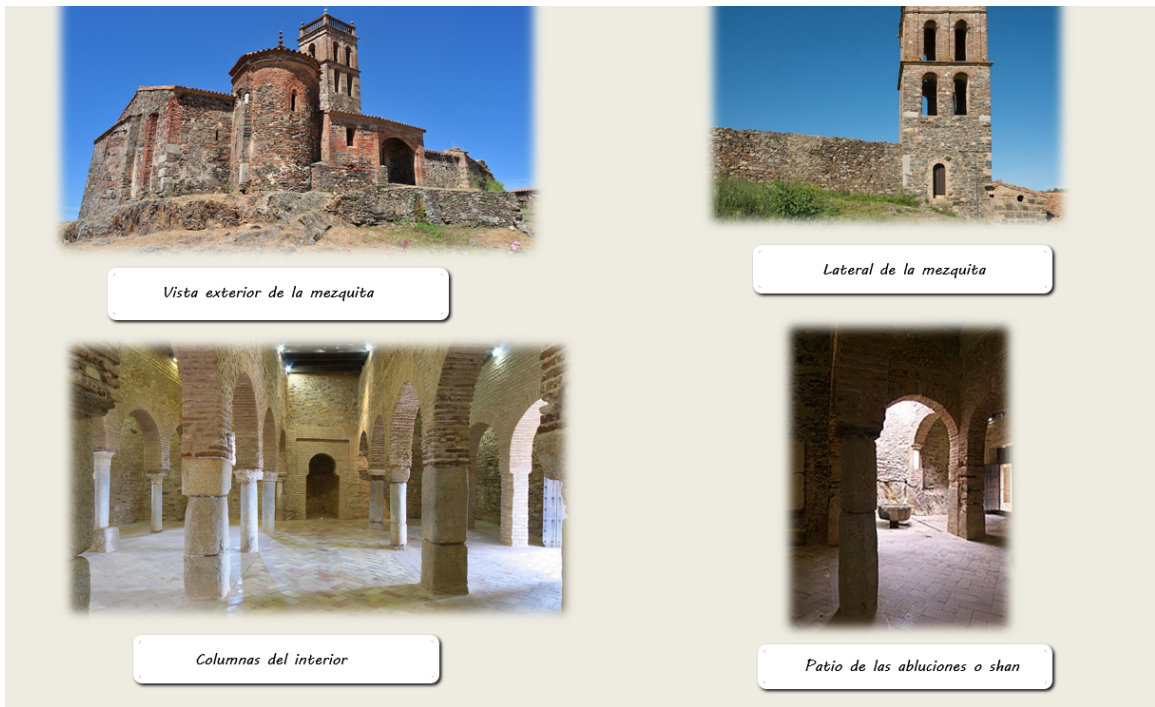 Vista exterior de la mezquita
Lateral de la mezquita
Columnas del interior
Patio de las abluciones o shan